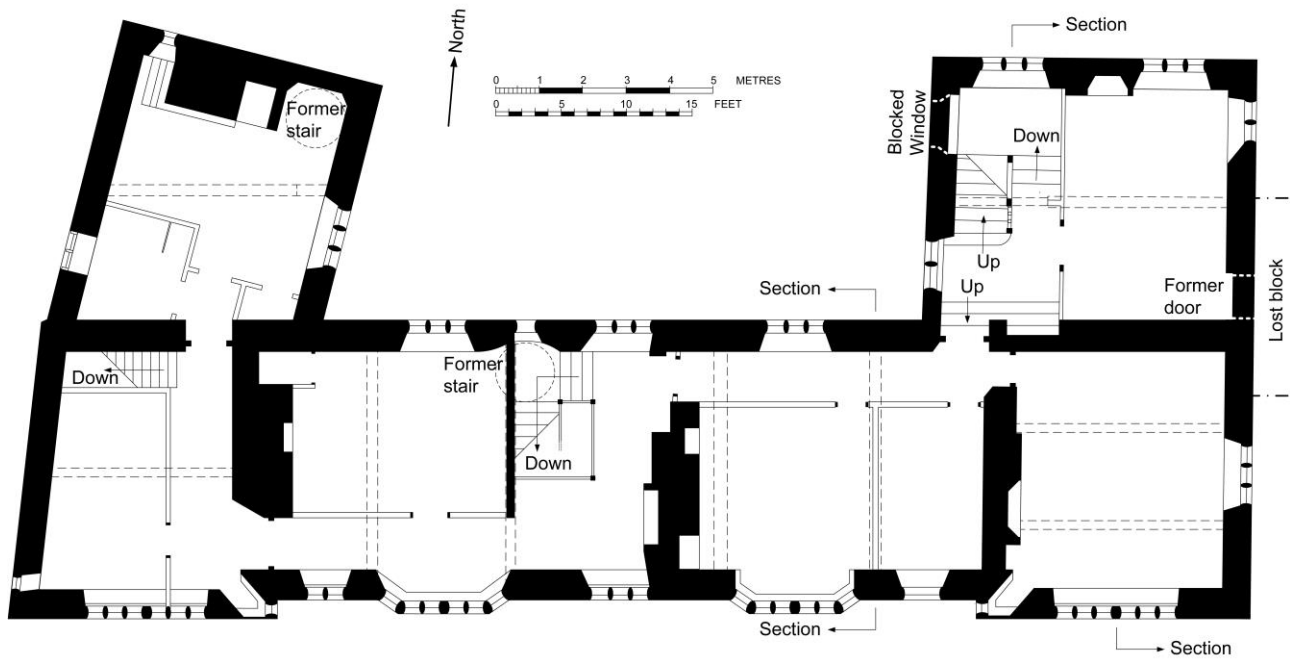 Section
North
0 1 2 3 4 5 METRES
0 5 10 15 FEET
Former
stair
Blocked
Window
Down
Up
Up
Former
door
Lost block
Section
Former
stair
Down
Down
Section
Section